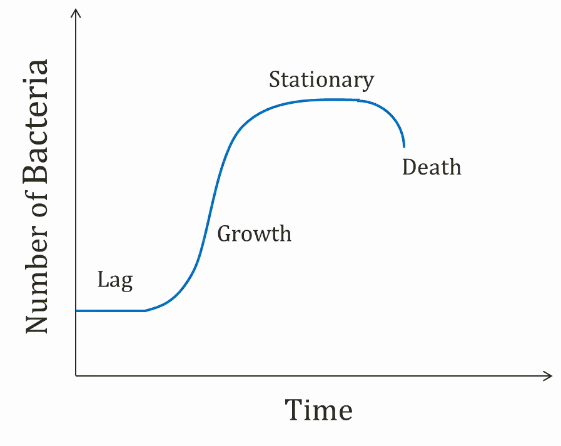 Stationary
Number of Bacteria
Death
Growth
Lag
Time